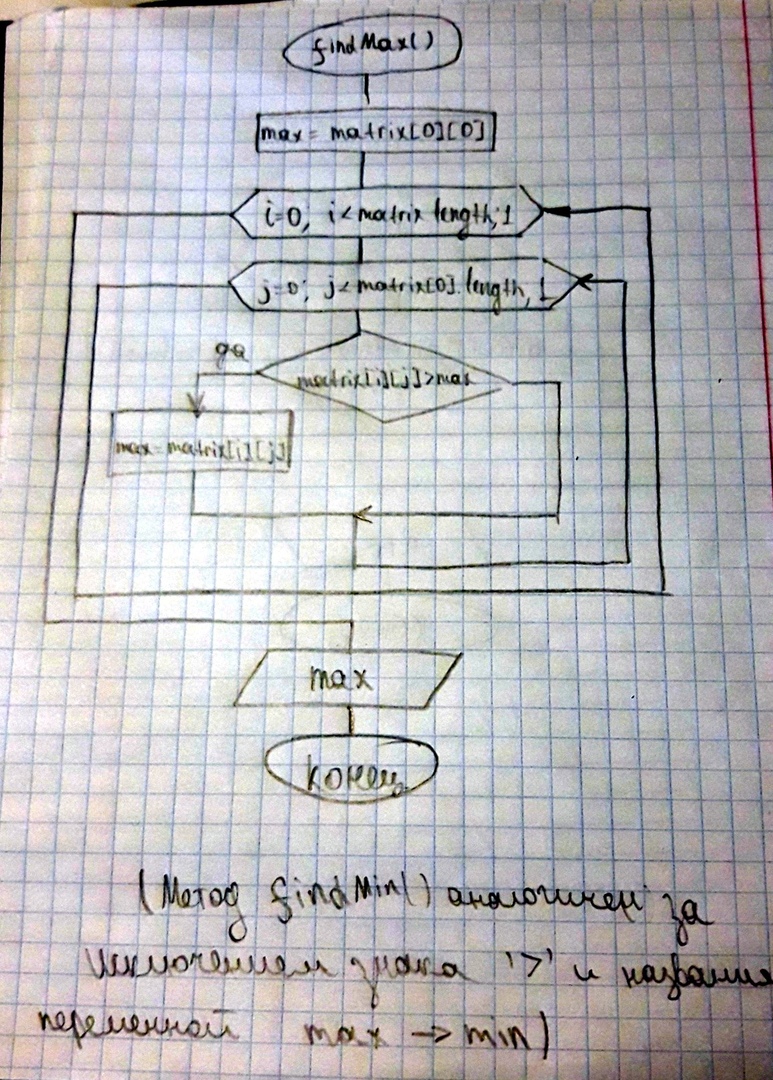 findMax()
max = matrix[0][0]
i=0; i<matrix.length; 1
j=0; j<matrix[0].length, 1
да
matrix[i][j]>max
max=matrix[i][j]
max
конец
(Метод findMin() аналогичен за
исключением знака '>' и названия
переменной max → min)